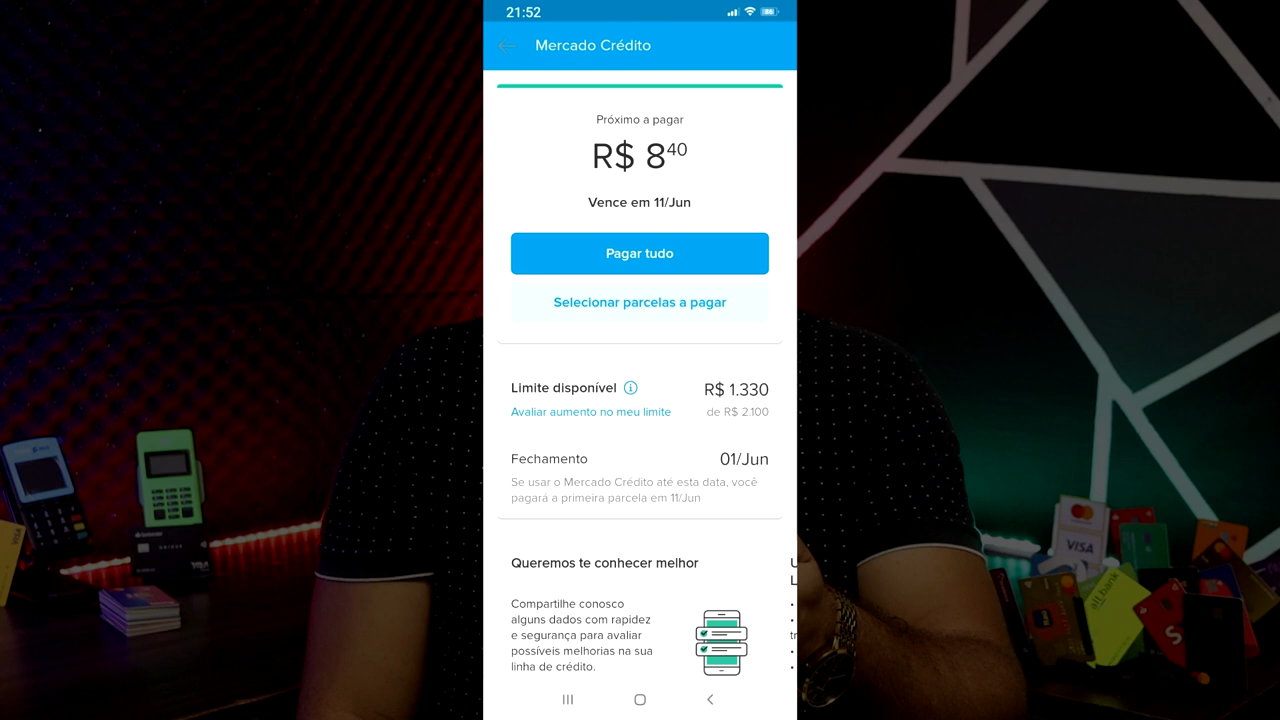 21:52
Mercado Crédito
Próximo a pagar
R$ 8⁴⁰
Vence em 11/Jun
Pagar tudo
Selecionar parcelas a pagar
Limite disponível
R$ 1.330
Avaliar aumento no meu limite
de R$ 2.100
Fechamento
01/Jun
Se usar o Mercado Crédito até esta data, você
pagará a primeira parcela em 11/Jun
Queremos te conhecer melhor
Compartilhe conosco
alguns dados com rapidez
e segurança para avaliar
possíveis melhorias na sua
linha de crédito.
VISA
alt.bank